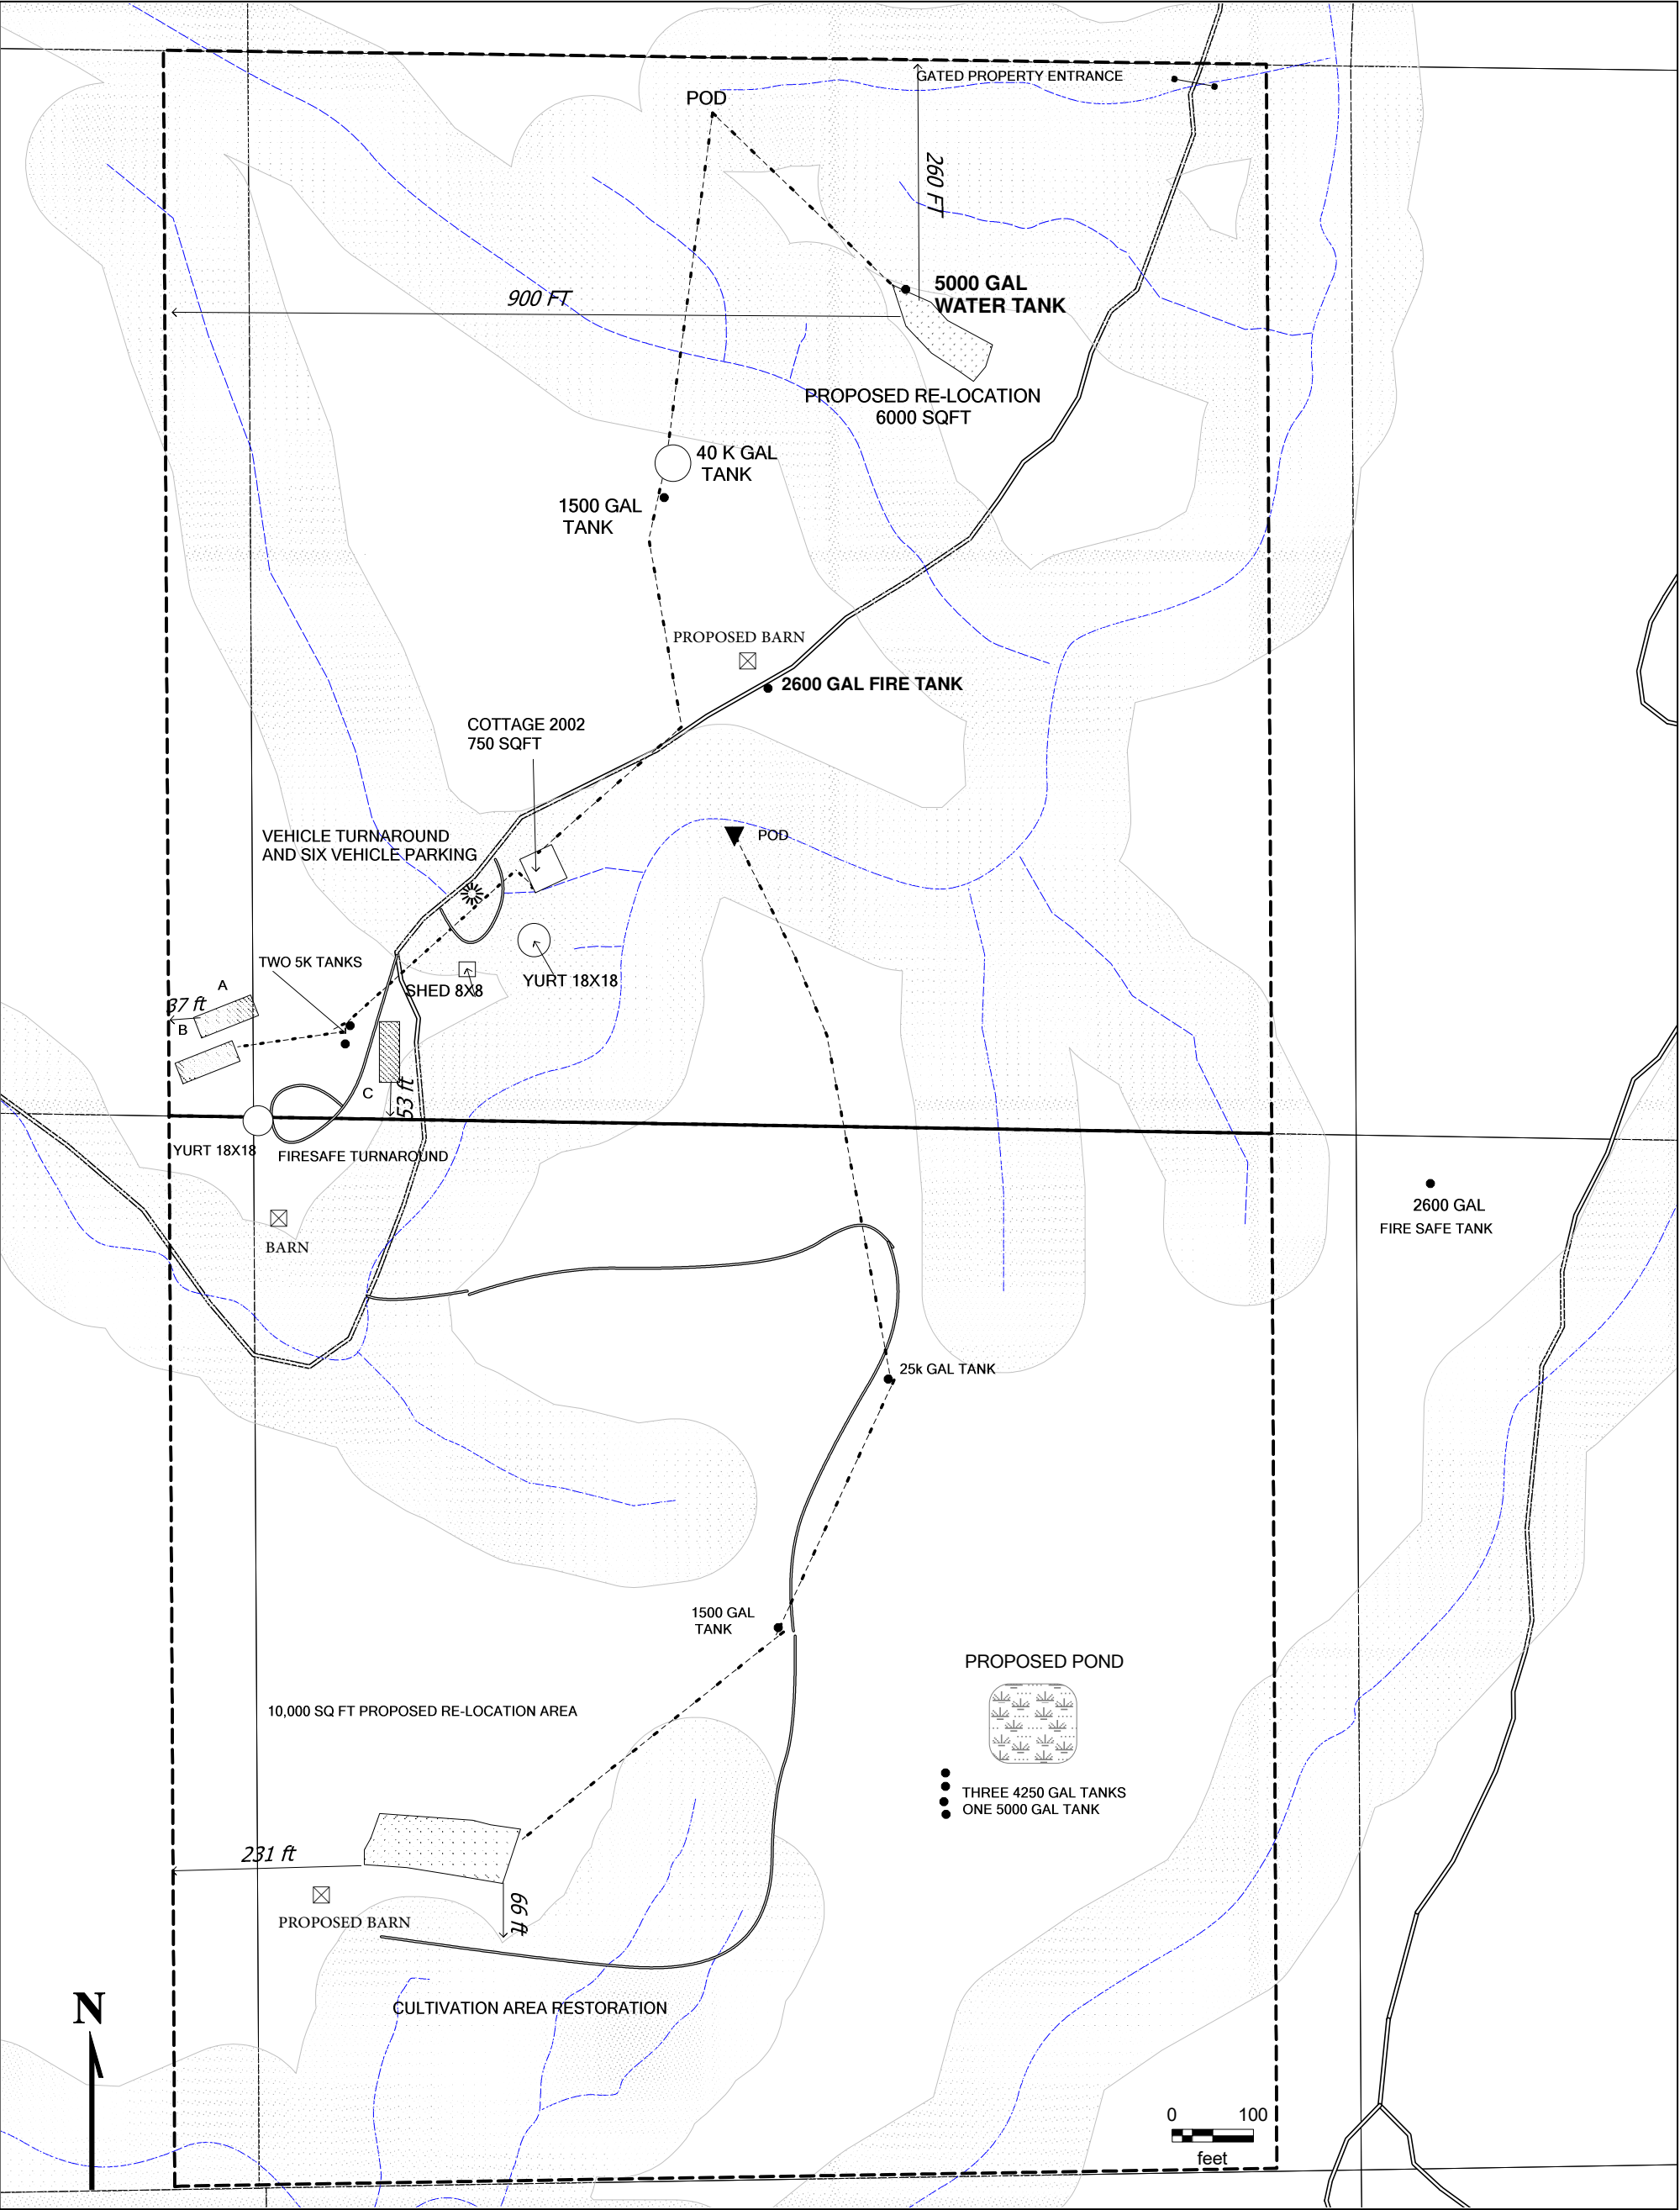 GATED PROPERTY ENTRANCE
POD
260 FT
5000 GAL
WATER TANK
900 FT
PROPOSED RE-LOCATION
6000 SQFT
40 K GAL
TANK
1500 GAL
TANK
PROPOSED BARN
2600 GAL FIRE TANK
COTTAGE 2002
750 SQFT
VEHICLE TURNAROUND
AND SIX VEHICLE PARKING
POD
TWO 5K TANKS
SHED 8X8
YURT 18X18
A
37 ft
B
C
53 ft
YURT 18X18
FIRESAFE TURNAROUND
2600 GAL
FIRE SAFE TANK
BARN
25k GAL TANK
1500 GAL
TANK
PROPOSED POND
10,000 SQ FT PROPOSED RE-LOCATION AREA
THREE 4250 GAL TANKS
ONE 5000 GAL TANK
231 ft
66 ft
PROPOSED BARN
CULTIVATION AREA RESTORATION
N
0 100
feet